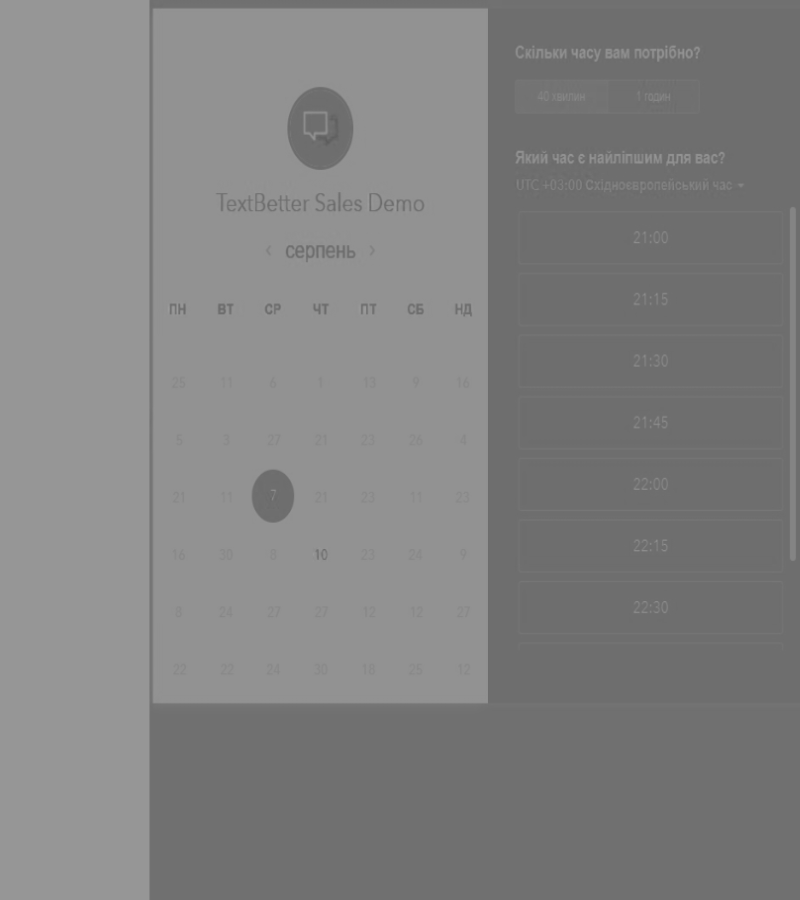 TextBetter Sales Demo
серпень
ПН ВТ СР ЧТ ПТ СБ НД
25 11 6 1 13 9 16
5 3 27 21 23 26 4
21 11 7 21 23 11 23
16 30 5 10 23 24 9
8 24 27 27 12 12 27
22 22 24 30 18 25 12
Скільки часу вам потрібно?
40 хвилин 1 годин
Який час є найліпшим для вас?
UTC +03:00 Східноєвропейський час
21:00
21:15
21:30
21:45
22:00
22:15
22:30